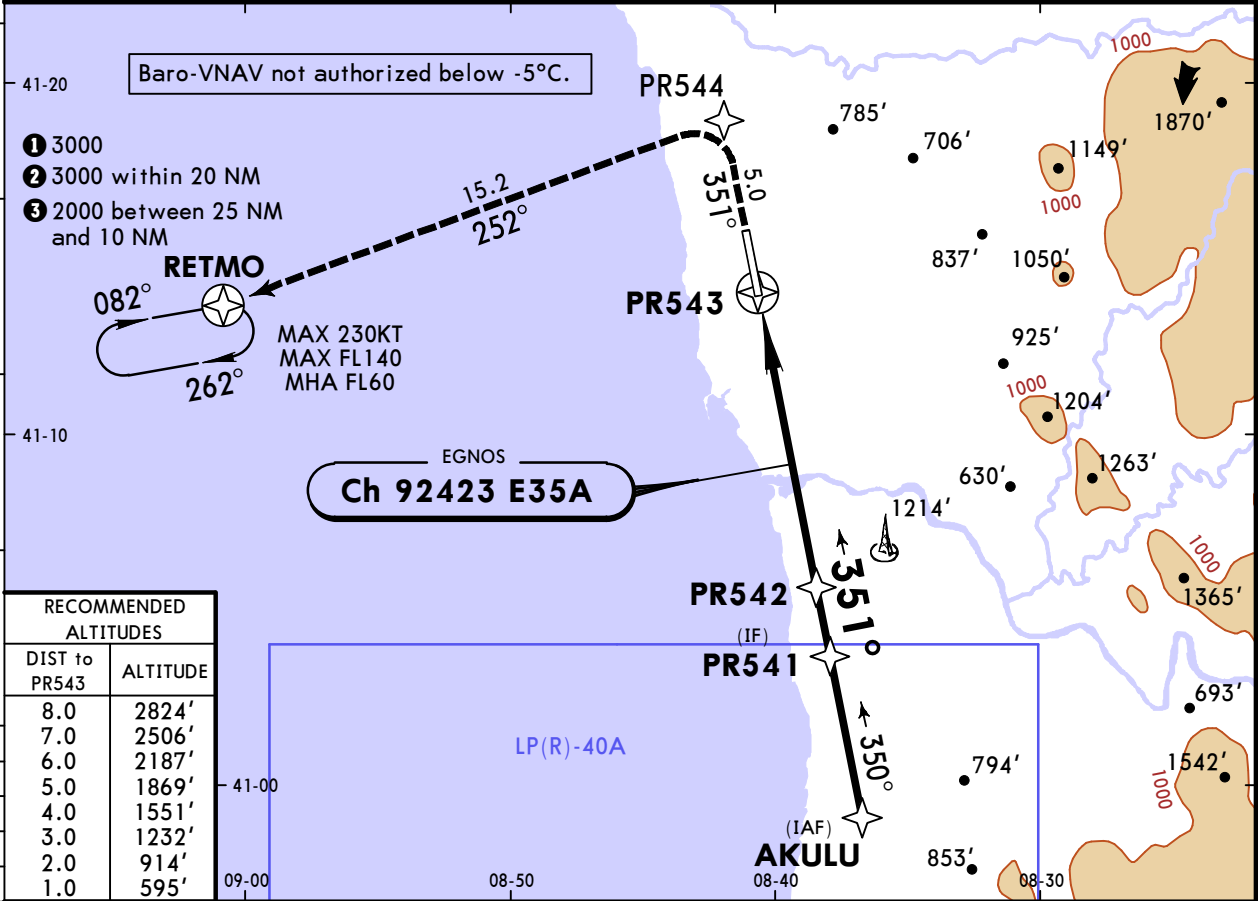 Baro-VNAV not authorized below -5°C.
41-20
❶ 3000
❷ 3000 within 20 NM
❸ 2000 between 25 NM
and 10 NM
PR544
785′
706′
1000
1870′
1149′
1000
837′
1050′
15.2
252°
5.0
351°
RETMO
082°
262°
MAX 230KT
MAX FL140
MHA FL60
PR543
925′
1000
1204′
41-10
EGNOS
Ch 92423 E35A
630′
1263′
1214′
1000
1365′
PR542
351°
(IF)
PR541
693′
LP(R)-40A
350°
794′
1542′
1000
41-00
(IAF)
AKULU
853′
09-00
08-50
08-40
08-30
RECOMMENDED
ALTITUDES
DIST to
PR543
ALTITUDE
8.0 2824′
7.0 2506′
6.0 2187′
5.0 1869′
4.0 1551′
3.0 1232′
2.0 914′
1.0 595′